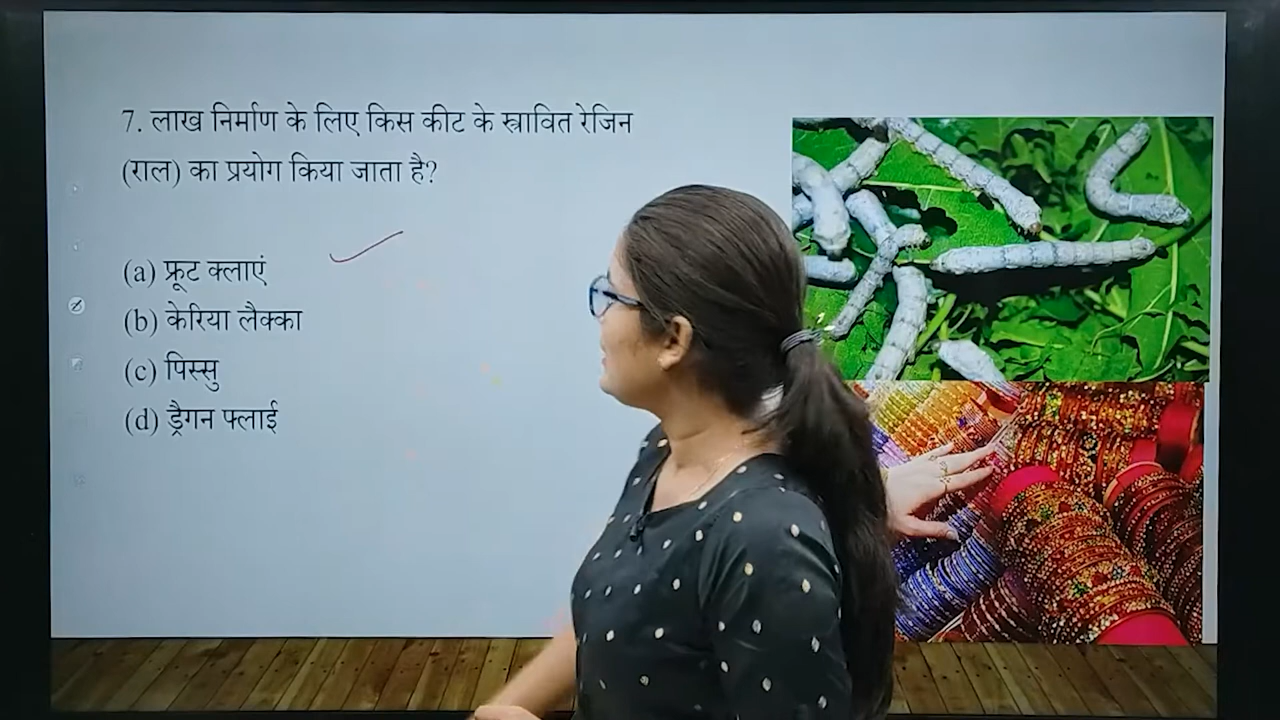 7. लाख निर्माण के लिए किस कीट के स्त्रावित रेजिन
(राल) का प्रयोग किया जाता है?
(a) फ्रूट क्लाएं
(b) केरिया लैक्का
(c) पिस्सु
(d) ड्रैगन फ्लाई